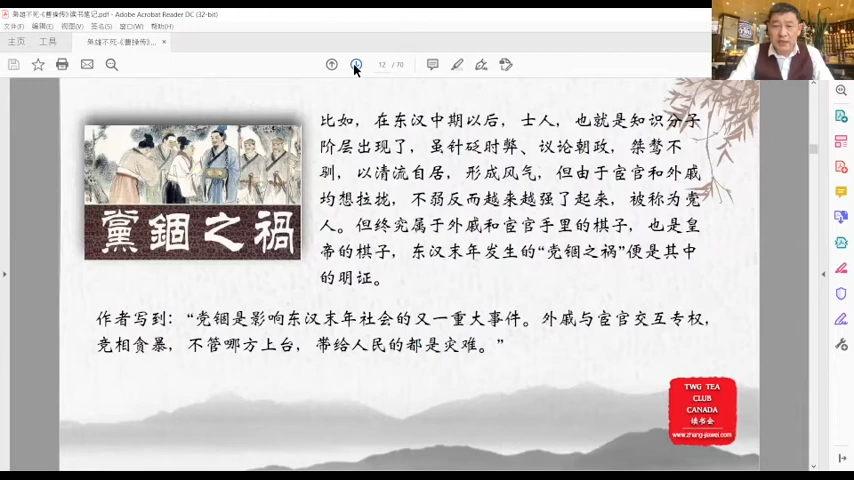 枭雄不死-《曹操传》读书笔记.pdf - Adobe Acrobat Reader DC (32-bit)
文件(F) 编辑(E) 视图(V) 签名(S) 窗口(W) 帮助(H)
主页 工具 枭雄不死-《曹操传》... ×
12 / 70
比如，在东汉中期以后，士人，也就是知识分子
阶层出现了，虽针砭时弊、议论朝政，桀骜不
驯，以清流自居，形成风气，但由于宦官和外戚
均想拉拢，不弱反而越来越强了起来，被称为党
人。但终究属于外戚和宦官手里的棋子，也是皇
帝的棋子，东汉末年发生的“党锢之祸”便是其中
的明证。
黨錮之禍
作者写到：“党锢是影响东汉末年社会的又一重大事件。外戚与宦官交互专权，
竞相贪暴，不管哪方上台，带给人民的都是灾难。”
TWG TEA
CLUB
CANADA
读书会
www.zhang-jiawei.com